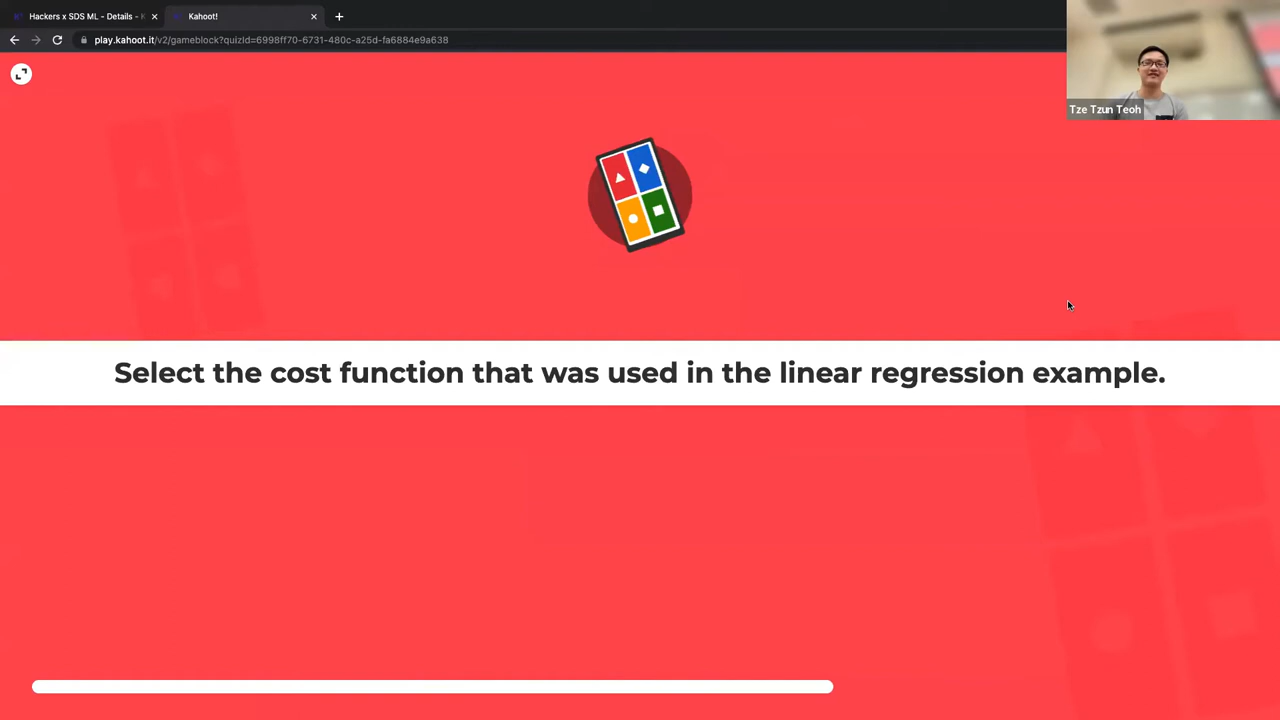 Hackers x SDS ML - Details - K
Kahoot!
play.kahoot.it/v2/gameblock?quizId=6998ff70-6731-480c-a25d-fa6884e9a638
Tze Tzun Teoh
Select the cost function that was used in the linear regression example.